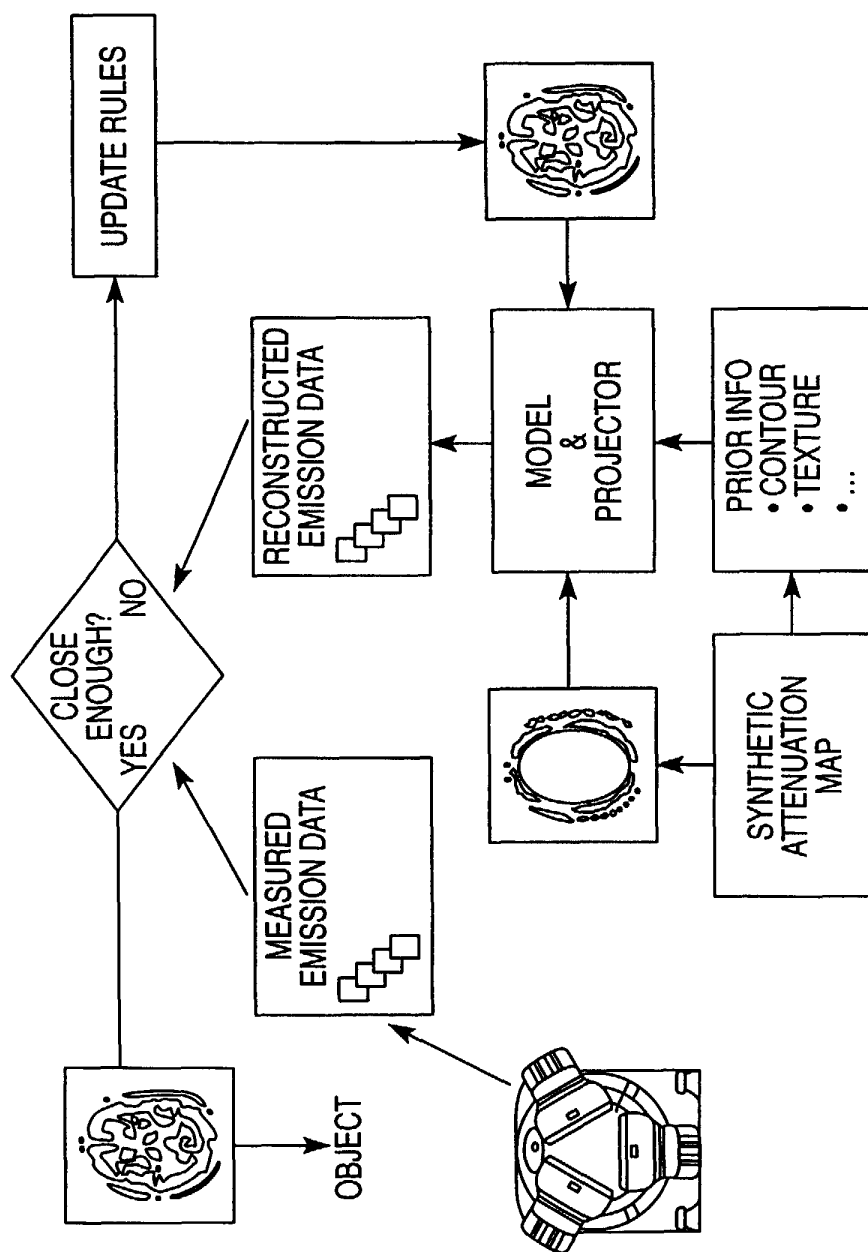 CLOSE
ENOUGH?
YES
NO
UPDATE RULES
OBJECT
MEASURED
EMISSION DATA
RECONSTRUCTED
EMISSION DATA
MODEL
&
PROJECTOR
SYNTHETIC
ATTENUATION
MAP
PRIOR INFO
• CONTOUR
• TEXTURE
• ...